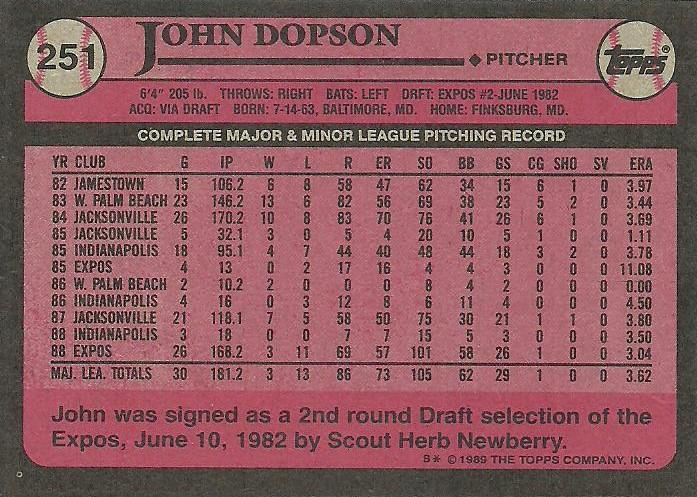 251
JOHN DOPSON
PITCHER
TOPPS®
6'4" 205 lb. THROWS: RIGHT BATS: LEFT DRFT: EXPOS #2-JUNE 1982
ACQ: VIA DRAFT BORN: 7-14-63, BALTIMORE, MD. HOME: FINKSBURG, MD.
COMPLETE MAJOR & MINOR LEAGUE PITCHING RECORD
YR CLUB G IP W L R ER SO BB GS CG SHO SV ERA
82 JAMESTOWN 15 106.2 6 8 58 47 62 34 15 6 1 0 3.97
83 W. PALM BEACH 23 146.2 13 6 82 56 69 38 23 5 2 0 3.44
84 JACKSONVILLE 26 170.2 10 8 83 70 76 41 26 6 1 0 3.69
85 JACKSONVILLE 5 32.1 3 0 5 4 20 10 5 1 0 0 1.11
85 INDIANAPOLIS 18 95.1 4 7 44 40 48 44 18 3 2 0 3.78
85 EXPOS 4 13 0 2 17 16 4 4 3 0 0 0 11.08
86 W. PALM BEACH 2 10.2 2 0 0 0 4 4 2 0 0 0 0.00
86 INDIANAPOLIS 4 16 0 3 12 8 6 11 4 0 0 0 4.50
87 JACKSONVILLE 21 118.1 7 5 58 50 75 30 21 1 1 0 3.80
88 INDIANAPOLIS 3 18 0 0 7 7 15 5 3 0 0 0 3.50
88 EXPOS 26 168.2 3 11 69 57 101 58 26 1 0 0 3.04
MAJ. LEA. TOTALS 30 181.2 3 13 86 73 105 62 29 1 0 0 3.62
John was signed as a 2nd round Draft selection of the
Expos, June 10, 1982 by Scout Herb Newberry.
B* © 1989 THE TOPPS COMPANY, INC.